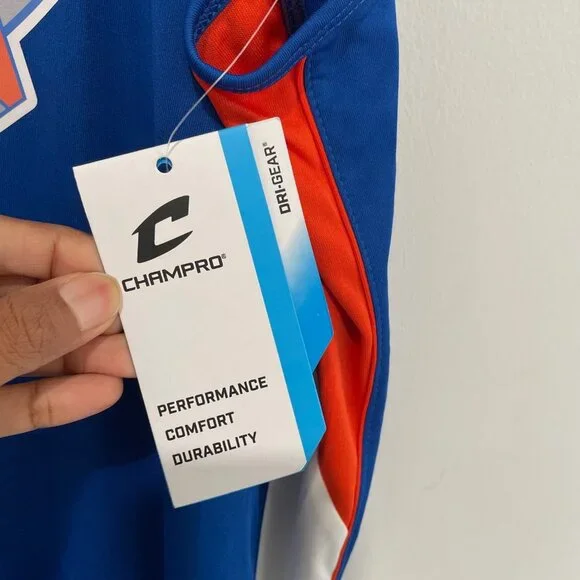 CHAMPRO®
DRI-GEAR®
PERFORMANCE
COMFORT
DURABILITY